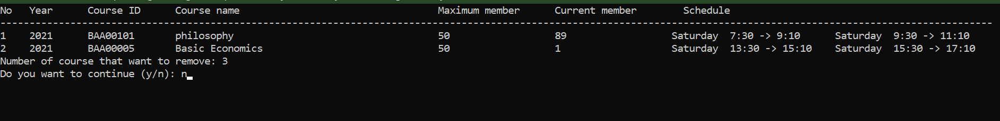 No Year Course ID Course name Maximum member Current member Schedule
--------------------------------------------------------------------------------------------------------------------------------------------------------------------------
1 2021 BAA00101 philosophy 50 89 Saturday 7:30 -> 9:10 Saturday 9:30 -> 11:10
2 2021 BAA00005 Basic Economics 50 1 Saturday 13:30 -> 15:10 Saturday 15:30 -> 17:10
Number of course that want to remove: 3
Do you want to continue (y/n): n